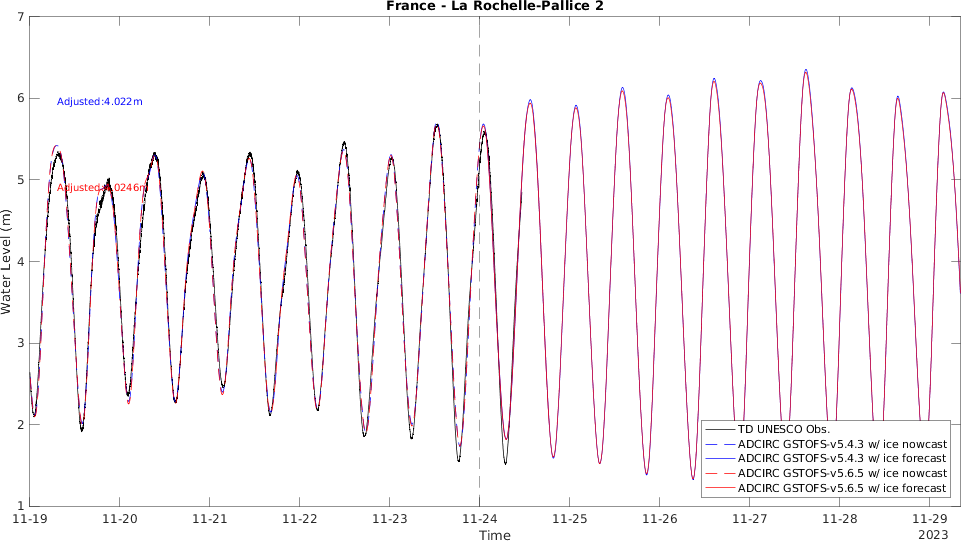 France - La Rochelle-Pallice 2
7
6
5
4
3
2
1
Water Level (m)
Adjusted:4.022m
Adjusted:4.0246m
TD UNESCO Obs.
ADCIRC GSTOFS-v5.4.3 w/ ice nowcast
ADCIRC GSTOFS-v5.4.3 w/ ice forecast
ADCIRC GSTOFS-v5.6.5 w/ ice nowcast
ADCIRC GSTOFS-v5.6.5 w/ ice forecast
11-19 11-20 11-21 11-22 11-23 11-24 11-25 11-26 11-27 11-28 11-29
Time
2023